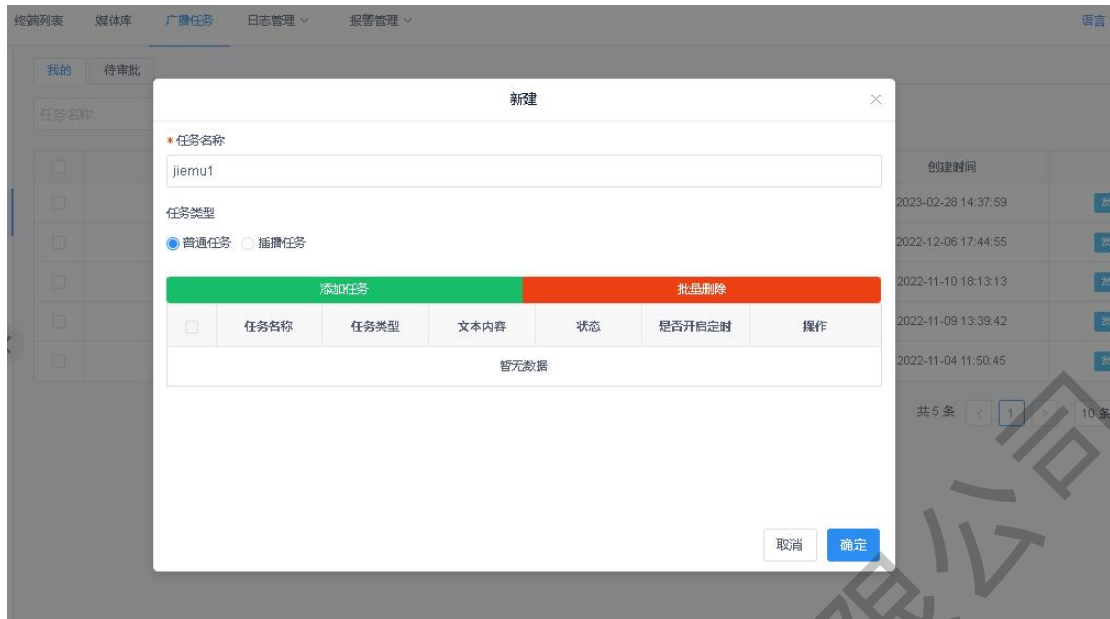 终端列表 媒体库 广播任务 日志管理 报警管理 语言
我的 待审批
任务名称
新建
*任务名称
jiemu1
任务类型
普通任务 插播任务
添加任务 批量删除
任务名称 任务类型 文本内容 状态 是否开启定时 操作
暂无数据
取消 确定
创建时间
2023-02-28 14:37:59
2022-12-06 17:44:55
2022-11-10 18:13:13
2022-11-09 13:39:42
2022-11-04 11:50:45
共 5 条 1 10 条
限公司